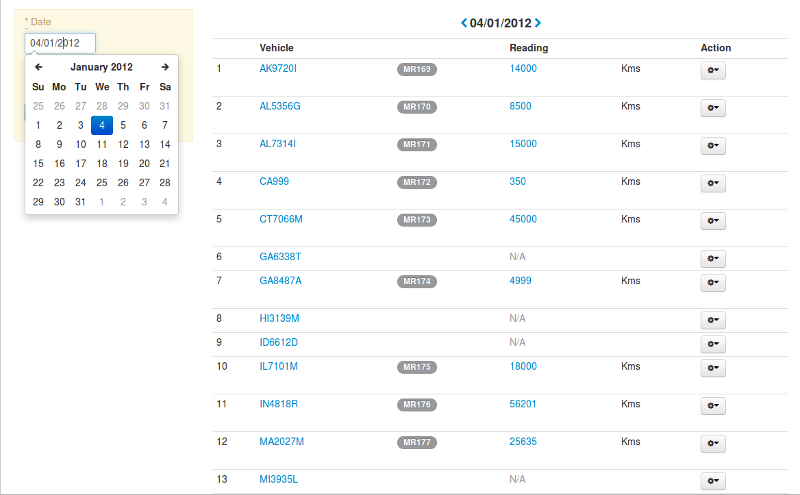 * Date
04/01/2012
January 2012
Su Mo Tu We Th Fr Sa
25 26 27 28 29 30 31
1 2 3 4 5 6 7
8 9 10 11 12 13 14
15 16 17 18 19 20 21
22 23 24 25 26 27 28
29 30 31 1 2 3 4
04/01/2012
Vehicle Reading Action
1 AK9720I MR169 14000 Kms
2 AL5356G MR170 8500 Kms
3 AL7314I MR171 15000 Kms
4 CA999 MR172 350 Kms
5 CT7066M MR173 45000 Kms
6 GA6338T N/A
7 GA8487A MR174 4999 Kms
8 HI3139M N/A
9 ID6612D N/A
10 IL7101M MR175 18000 Kms
11 IN4818R MR176 56201 Kms
12 MA2027M MR177 25635 Kms
13 MI3935L N/A